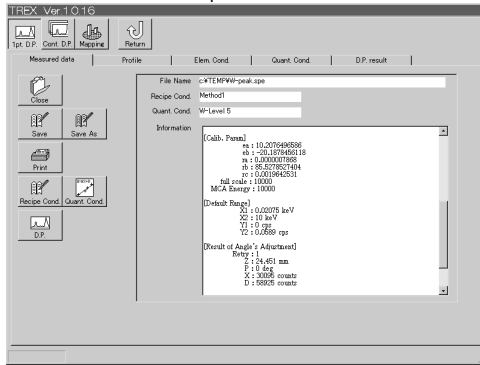 TREX Ver.1.0.16
1pt. D.P.
Cont. D.P.
Mapping
Return
Measured data
Profile
Elem. Cond.
Quant. Cond.
D.P. result
Close
Save
Save As
Print
Recipe Cond.
Quant. Cond.
D.P.
File Name c:¥TEMP¥W-peak.spe
Recipe Cond. Method1
Quant. Cond. W-Level 5
Information
[Calib. Param]
ea : 10.2076496586
eb : -20.1878456118
ra : 0.0000007868
rb : 85.5278527404
rc : 0.0019642531
full scale : 10000
MCA Energy : 10000
[Default Range]
X1 : 0.02075 keV
X2 : 10 keV
Y1 : 0 cps
Y2 : 0.0589 cps
[Result of Angle's Adjustment]
Retry : 1
Z : 24.451 mm
P : 0 deg
X : 30095 counts
D : 58925 counts